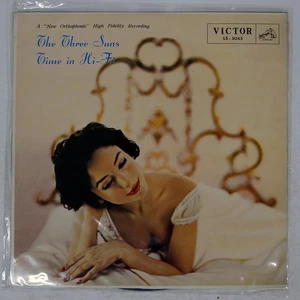 A "New Orthophonic" High Fidelity Recording
The Three Suns
Time in Hi-Fi
VICTOR